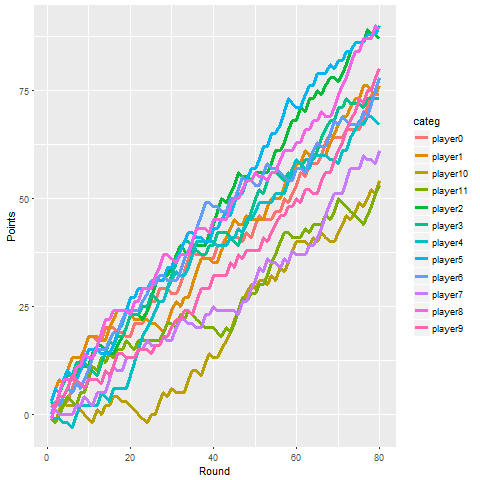 75
50
25
0
0
20
40
60
80
Points
Round
categ
player0
player1
player10
player11
player2
player3
player4
player5
player6
player7
player8
player9